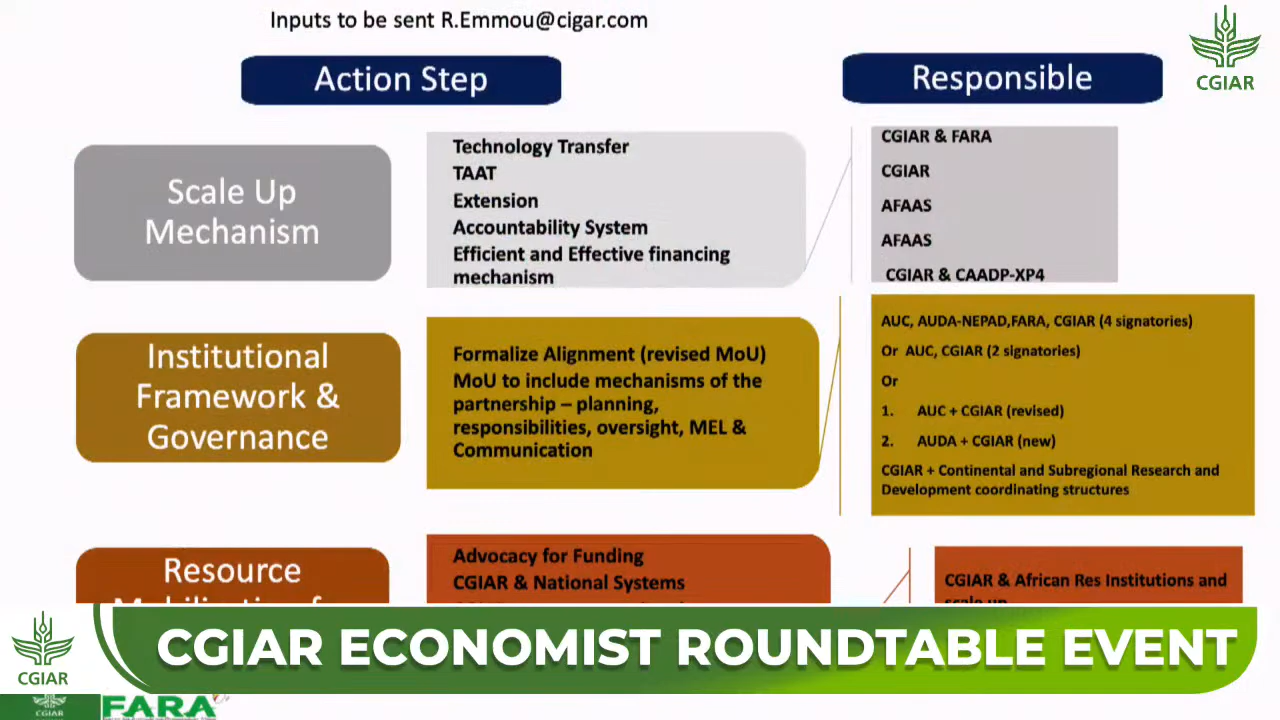 Inputs to be sent R.Emmou@cigar.com
Action Step
Responsible
CGIAR
Scale Up
Mechanism
Technology Transfer
TAAT
Extension
Accountability System
Efficient and Effective financing
mechanism
CGIAR & FARA
CGIAR
AFAAS
AFAAS
CGIAR & CAADP-XP4
Institutional
Framework &
Governance
Formalize Alignment (revised MoU)
MoU to include mechanisms of the
partnership – planning,
responsibilities, oversight, MEL &
Communication
AUC, AUDA-NEPAD,FARA, CGIAR (4 signatories)
Or AUC, CGIAR (2 signatories)
Or
1. AUC + CGIAR (revised)
2. AUDA + CGIAR (new)
CGIAR + Continental and Subregional Research and
Development coordinating structures
Resource
Advocacy for Funding
CGIAR & National Systems
CGIAR & African Res Institutions and
scale up
CGIAR ECONOMIST ROUNDTABLE EVENT
CGIAR
CGIAR
FARA